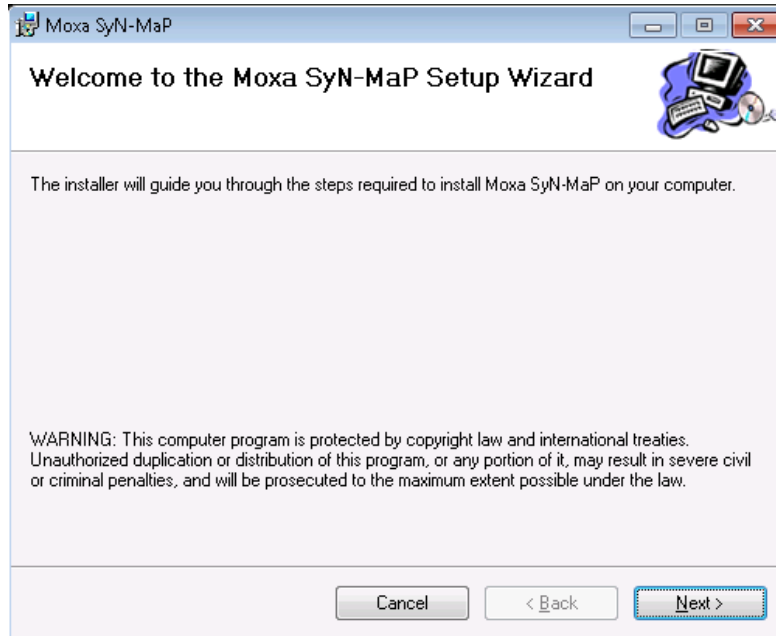 Moxa SyN-MaP
Welcome to the Moxa SyN-MaP Setup Wizard
The installer will guide you through the steps required to install Moxa SyN-MaP on your computer.
WARNING: This computer program is protected by copyright law and international treaties.
Unauthorized duplication or distribution of this program, or any portion of it, may result in severe civil
or criminal penalties, and will be prosecuted to the maximum extent possible under the law.
Cancel < Back Next >